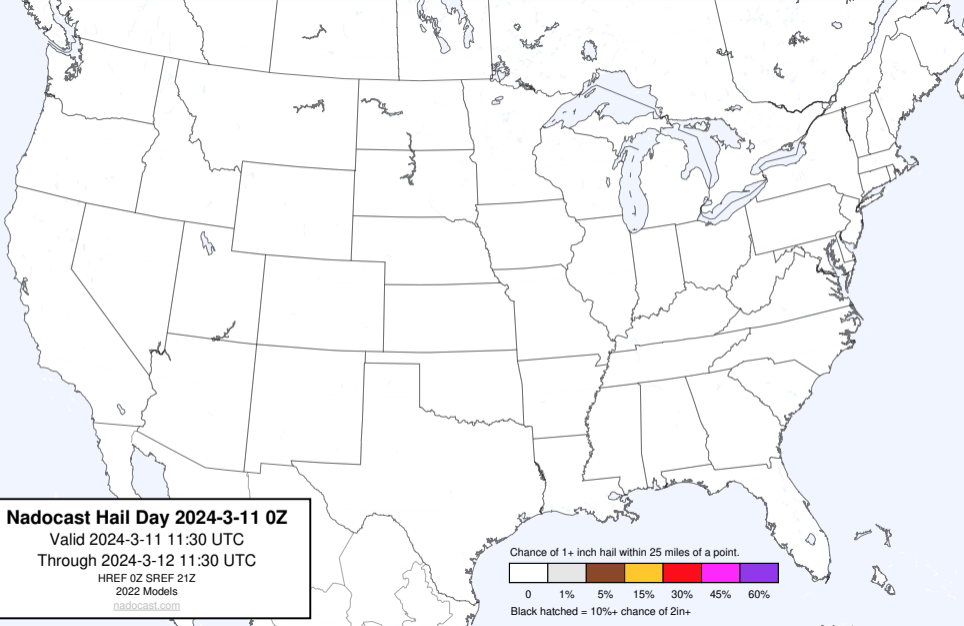 Nadocast Hail Day 2024-3-11 0Z
Valid 2024-3-11 11:30 UTC
Through 2024-3-12 11:30 UTC
HREF 0Z SREF 21Z
2022 Models
nadocast.com
Chance of 1+ inch hail within 25 miles of a point.
0 1% 5% 15% 30% 45% 60%
Black hatched = 10%+ chance of 2in+